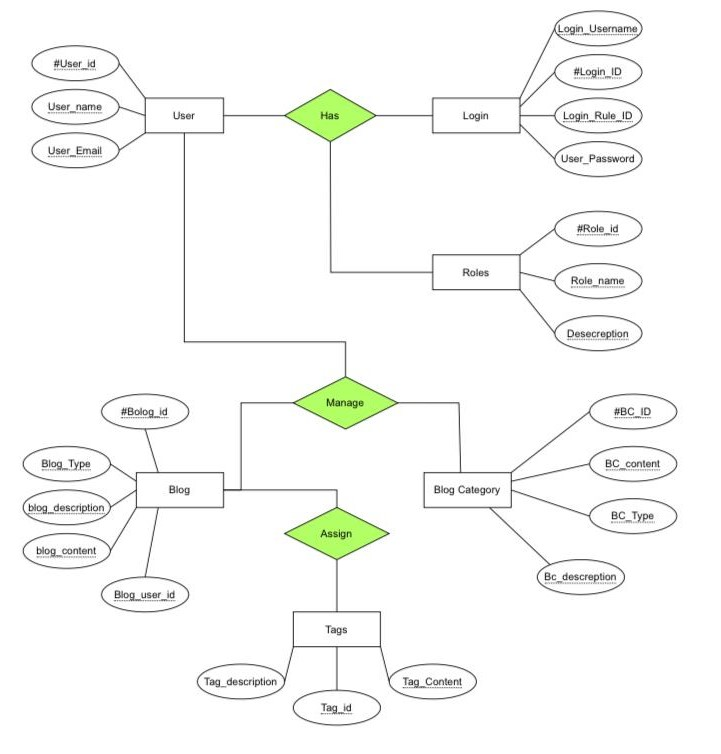 Login_Username
#User_id
#Login_ID
User_name
User
Has
Login
Login_Rule_ID
User_Email
User_Password
#Role_id
Roles
Role_name
Desecreption
Manage
#Bolog_id
#BC_ID
Blog_Type
BC_content
Blog
Blog Category
blog_description
BC_Type
Assign
blog_content
Bc_descreption
Blog_user_id
Tags
Tag_description
Tag_Content
Tag_id